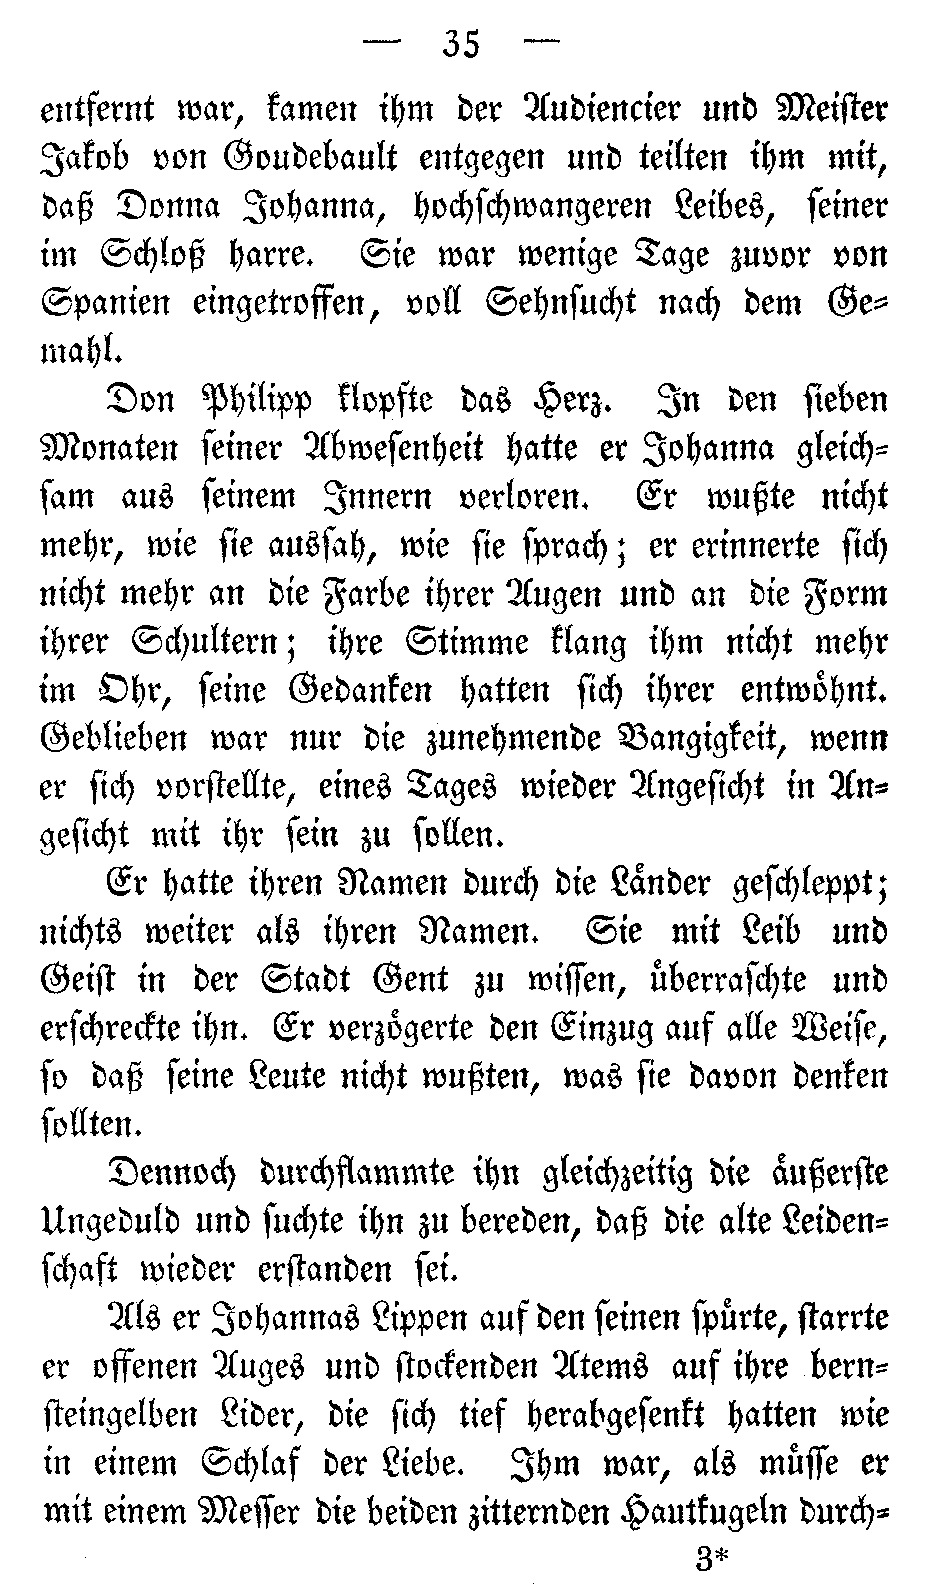 — 35 —
entfernt war, kamen ihm der Audiencier und Meister
Jakob von Goudebault entgegen und teilten ihm mit,
daß Donna Johanna, hochschwangeren Leibes, seiner
im Schloß harre. Sie war wenige Tage zuvor von
Spanien eingetroffen, voll Sehnsucht nach dem Ge-
mahl.
Don Philipp klopfte das Herz. In den sieben
Monaten seiner Abwesenheit hatte er Johanna gleich-
sam aus seinem Innern verloren. Er wußte nicht
mehr, wie sie aussah, wie sie sprach; er erinnerte sich
nicht mehr an die Farbe ihrer Augen und an die Form
ihrer Schultern; ihre Stimme klang ihm nicht mehr
im Ohr, seine Gedanken hatten sich ihrer entwöhnt.
Geblieben war nur die zunehmende Bangigkeit, wenn
er sich vorstellte, eines Tages wieder Angesicht in An-
gesicht mit ihr sein zu sollen.
Er hatte ihren Namen durch die Länder geschleppt;
nichts weiter als ihren Namen. Sie mit Leib und
Geist in der Stadt Gent zu wissen, überraschte und
erschreckte ihn. Er verzögerte den Einzug auf alle Weise,
so daß seine Leute nicht wußten, was sie davon denken
sollten.
Dennoch durchflammte ihn gleichzeitig die äußerste
Ungeduld und suchte ihn zu bereden, daß die alte Leiden-
schaft wieder erstanden sei.
Als er Johannas Lippen auf den seinen spürte, starrte
er offenen Auges und stockenden Atems auf ihre bern-
steingelben Lider, die sich tief herabgesenkt hatten wie
in einem Schlaf der Liebe. Ihm war, als müsse er
mit einem Messer die beiden zitternden Hautkugeln durch-
3*